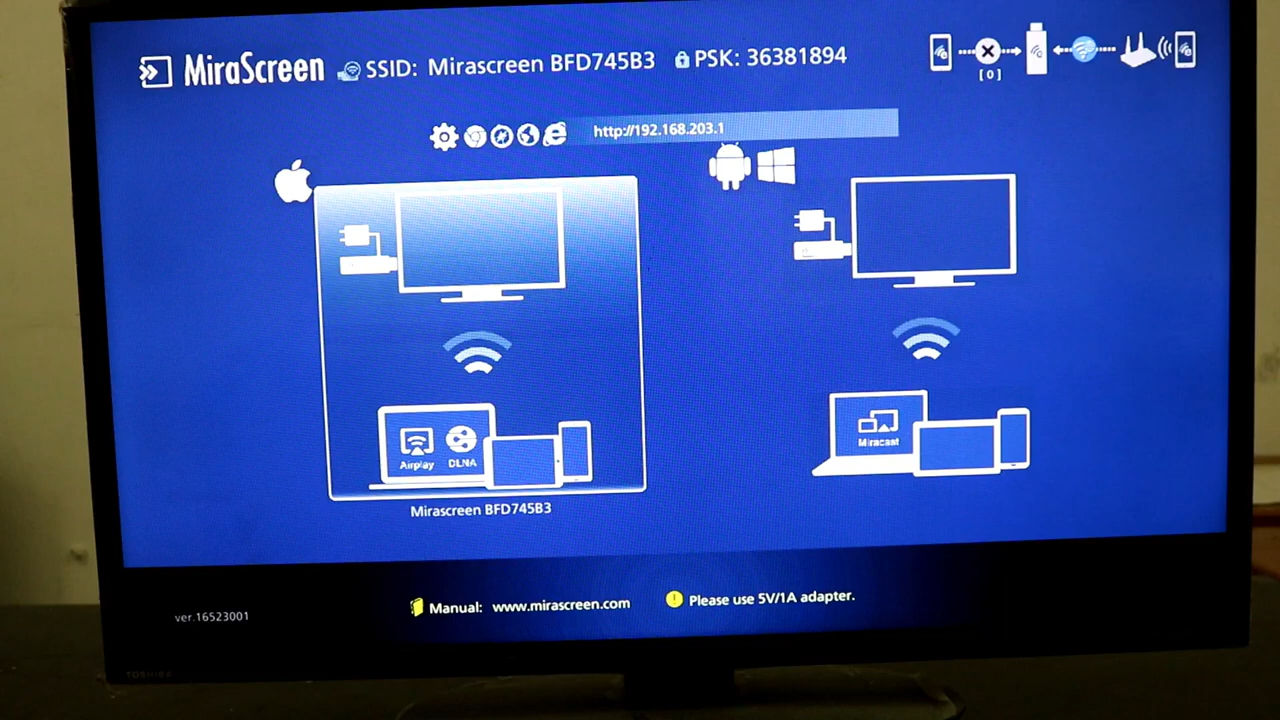 MiraScreen SSID: Mirascreen BFD745B3 PSK: 36381894
[0]
http://192.168.203.1
Airplay DLNA
Miracast
Mirascreen BFD745B3
ver.16523001
Manual: www.mirascreen.com
Please use 5V/1A adapter.
TOSHIBA